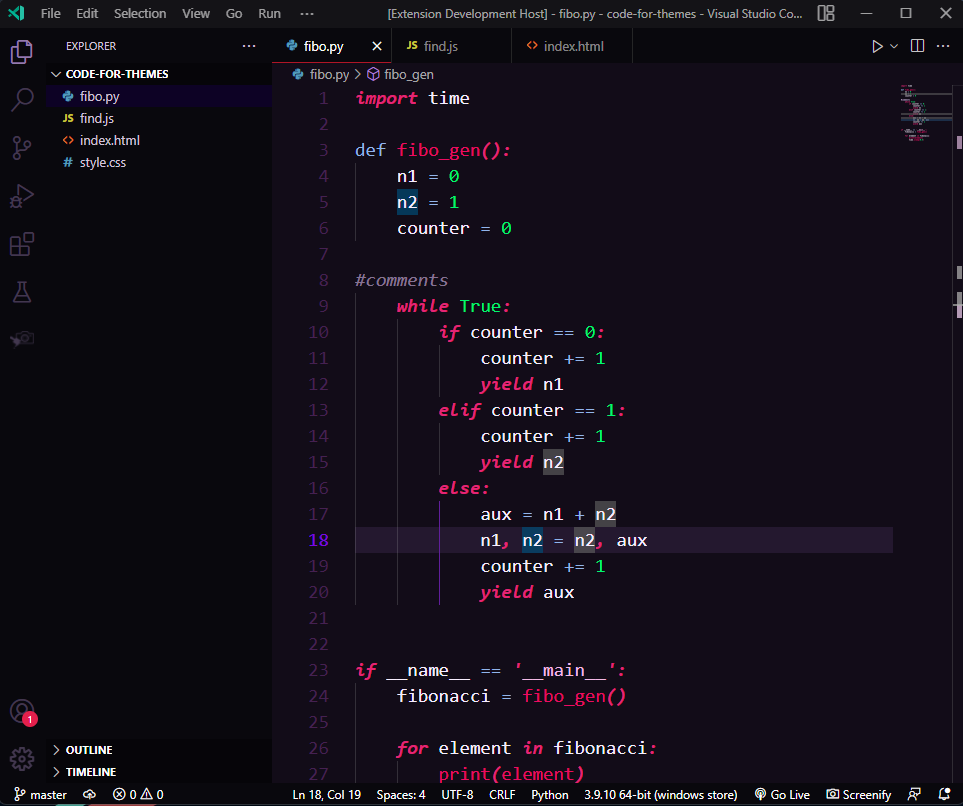 File Edit Selection View Go Run ··· [Extension Development Host] - fibo.py - code-for-themes - Visual Studio Co...
EXPLORER ···
CODE-FOR-THEMES
fibo.py
JS find.js
<> index.html
# style.css
OUTLINE
TIMELINE
1
fibo.py JS find.js <> index.html
fibo.py > fibo_gen
1 import time
2
3 def fibo_gen():
4     n1 = 0
5     n2 = 1
6     counter = 0
7
8 #comments
9     while True:
10         if counter == 0:
11             counter += 1
12             yield n1
13         elif counter == 1:
14             counter += 1
15             yield n2
16         else:
17             aux = n1 + n2
18             n1, n2 = n2, aux
19             counter += 1
20             yield aux
21
22
23 if __name__ == '__main__':
24     fibonacci = fibo_gen()
25
26     for element in fibonacci:
27         print(element)
master 0 0 Ln 18, Col 19 Spaces: 4 UTF-8 CRLF Python 3.9.10 64-bit (windows store) Go Live Screenify